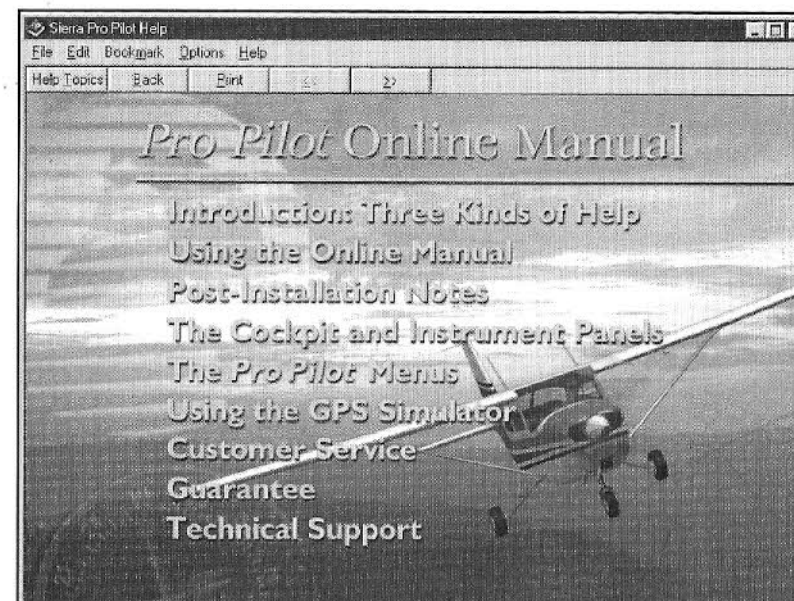 Sierra Pro Pilot Help
File Edit Bookmark Options Help
Help Topics Back Print << >>
Pro Pilot Online Manual
Introduction: Three Kinds of Help
Using the Online Manual
Post-Installation Notes
The Cockpit and Instrument Panels
The Pro Pilot Menus
Using the GPS Simulator
Customer Service
Guarantee
Technical Support